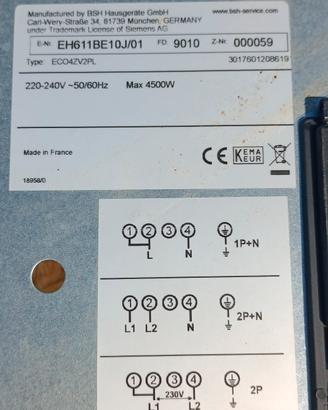 Manufactured by BSH Hausgeräte GmbH www.bsh-service.com
Carl-Wery-Straße 34, 81739 München, GERMANY
under Trademark License of Siemens AG
E-Nr. EH611BE10J/01 FD 9010 Z-Nr. 000059
Type: ECO4ZV2PL 3017601208619
220-240V ~50/60Hz Max 4500W
Made in France
CE KEMA EUR
18958/0
1 2 3 4
L N 1P+N
1 2 3 4
L1 L2 N 2P+N
1 2 3 4
230V 2P
L1 L2